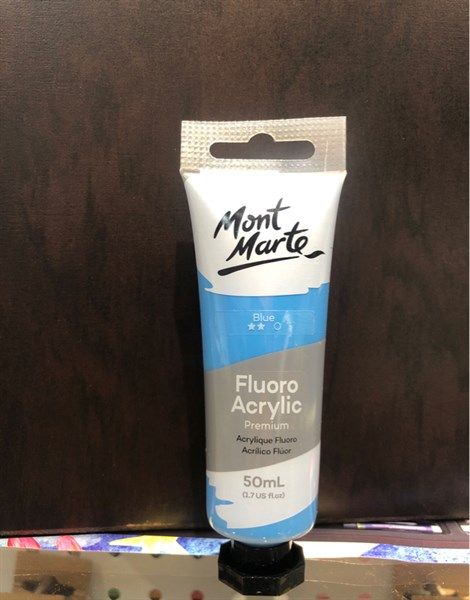 Mont
Marte
Blue
★★ ○
Fluoro
Acrylic
Premium
Acrylique Fluoro
Acrílico Flúor
50mL
(1.7 US fl.oz)